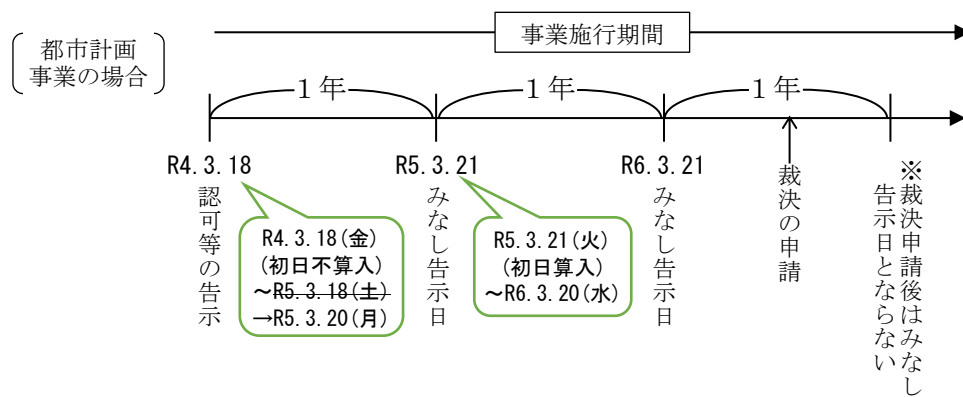 事業施行期間
都市計画
事業の場合
1年
1年
1年
R4.3.18
認可等の告示
R4.3.18(金)
(初日不算入)
～R5.3.18(土)
→R5.3.20(月)
R5.3.21
みなし告示日
R5.3.21(火)
(初日算入)
～R6.3.20(水)
R6.3.21
みなし告示日
裁決の申請
※裁決申請後はみなし
告示日とならない